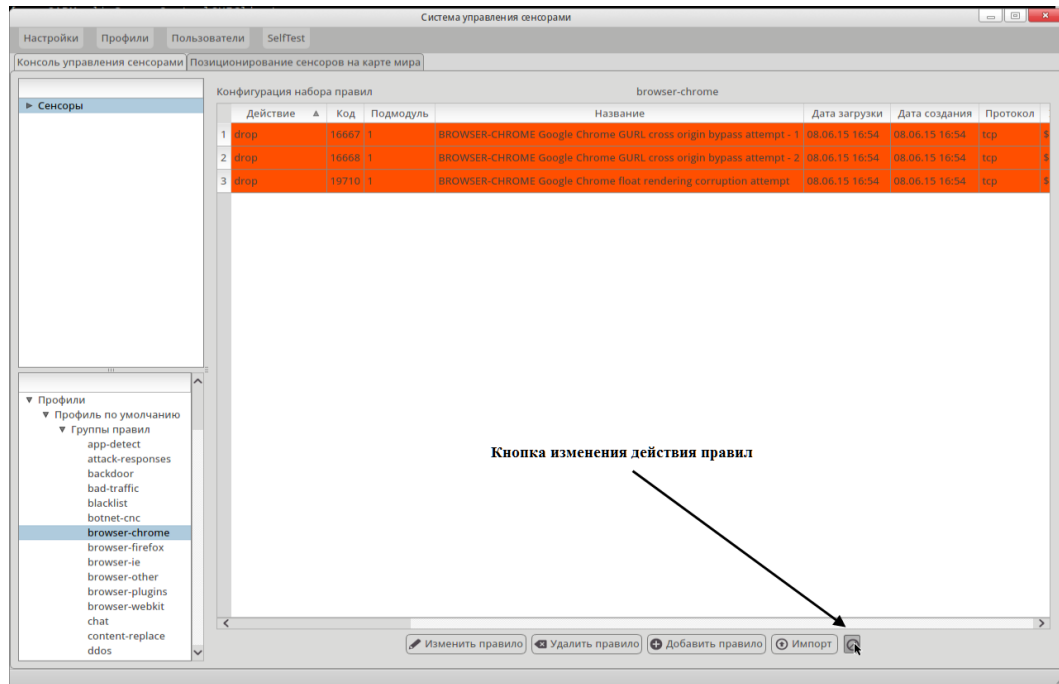 Система управления сенсорами
Настройки Профили Пользователи SelfTest
Консоль управления сенсорами Позиционирование сенсоров на карте мира
Сенсоры
Конфигурация набора правил browser-chrome
Действие Код Подмодуль Название Дата загрузки Дата создания Протокол
1 drop 16667 1 BROWSER-CHROME Google Chrome GURL cross origin bypass attempt - 1 08.06.15 16:54 08.06.15 16:54 tcp $
2 drop 16668 1 BROWSER-CHROME Google Chrome GURL cross origin bypass attempt - 2 08.06.15 16:54 08.06.15 16:54 tcp $
3 drop 19710 1 BROWSER-CHROME Google Chrome float rendering corruption attempt 08.06.15 16:54 08.06.15 16:54 tcp $
Профили
Профиль по умолчанию
Группы правил
app-detect
attack-responses
backdoor
bad-traffic
blacklist
botnet-cnc
browser-chrome
browser-firefox
browser-ie
browser-other
browser-plugins
browser-webkit
chat
content-replace
ddos
Кнопка изменения действия правил
Изменить правило Удалить правило Добавить правило Импорт